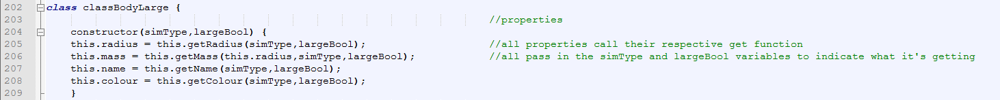 202 class classBodyLarge {
203 //properties
204 constructor(simType,largeBool) {
205 this.radius = this.getRadius(simType,largeBool); //all properties call their respective get function
206 this.mass = this.getMass(this.radius,simType,largeBool); //all pass in the simType and largeBool variables to indicate what it's getting
207 this.name = this.getName(simType,largeBool);
208 this.colour = this.getColour(simType,largeBool);
209 }